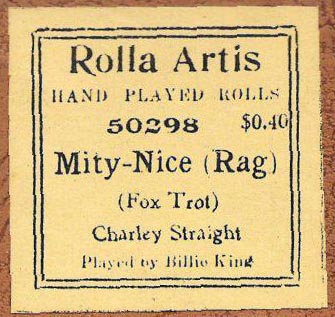 Rolla Artis
HAND PLAYED ROLLS
50298 $0.40
Mity-Nice (Rag)
(Fox Trot)
Charley Straight
Played by Billie King